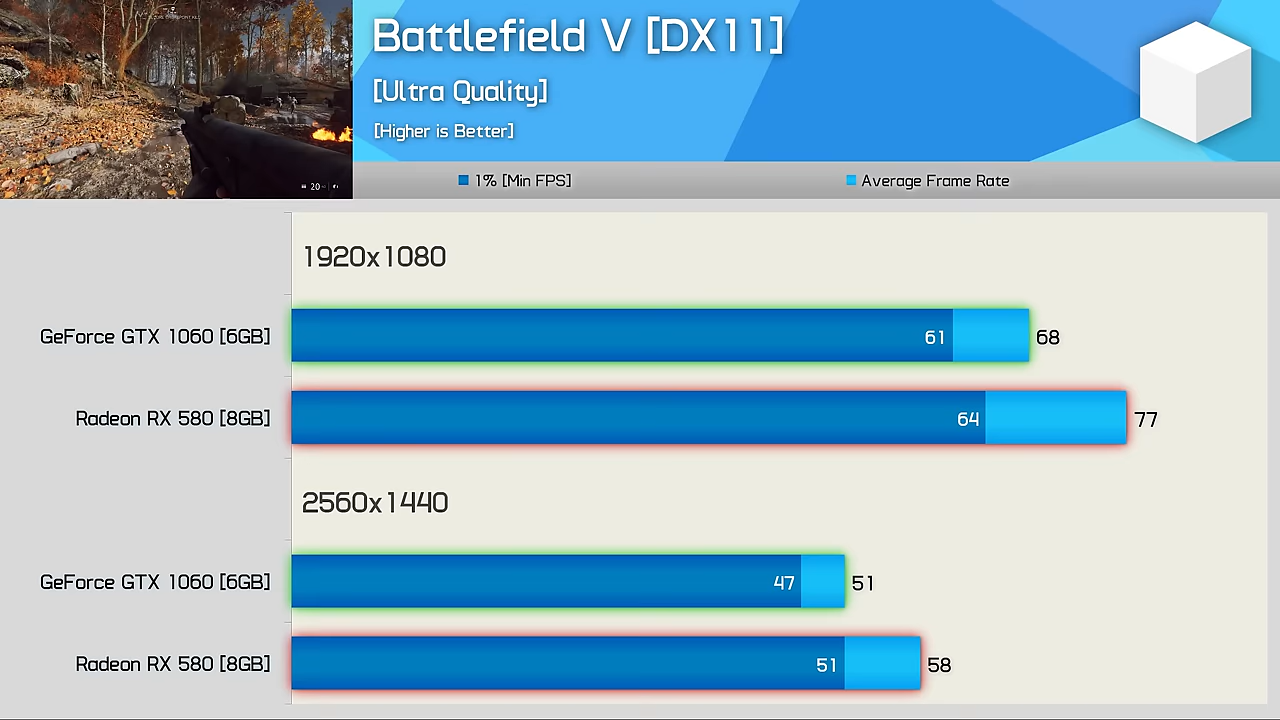 Battlefield V [DX11]
[Ultra Quality]
[Higher is Better]
20
1% [Min FPS]
Average Frame Rate
1920x1080
GeForce GTX 1060 [6GB]
61
68
Radeon RX 580 [8GB]
64
77
2560x1440
GeForce GTX 1060 [6GB]
47
51
Radeon RX 580 [8GB]
51
58